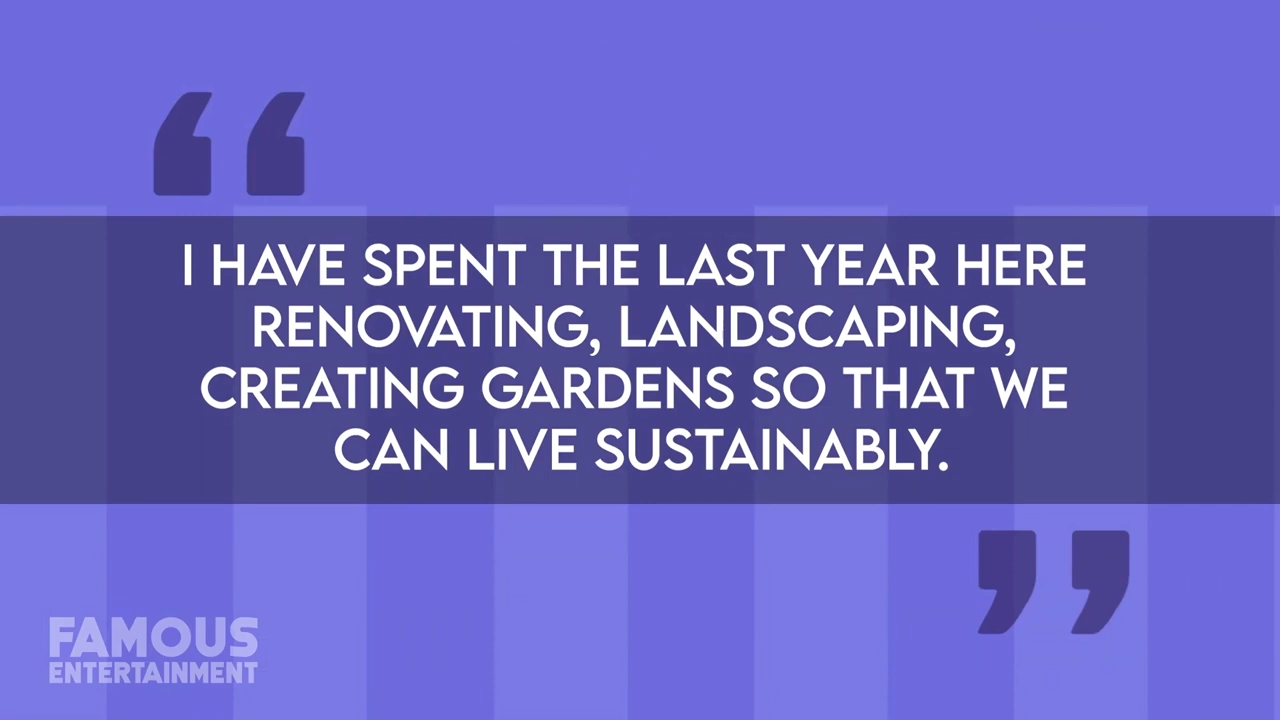 “
I HAVE SPENT THE LAST YEAR HERE
RENOVATING, LANDSCAPING,
CREATING GARDENS SO THAT WE
CAN LIVE SUSTAINABLY.
”
FAMOUS
ENTERTAINMENT